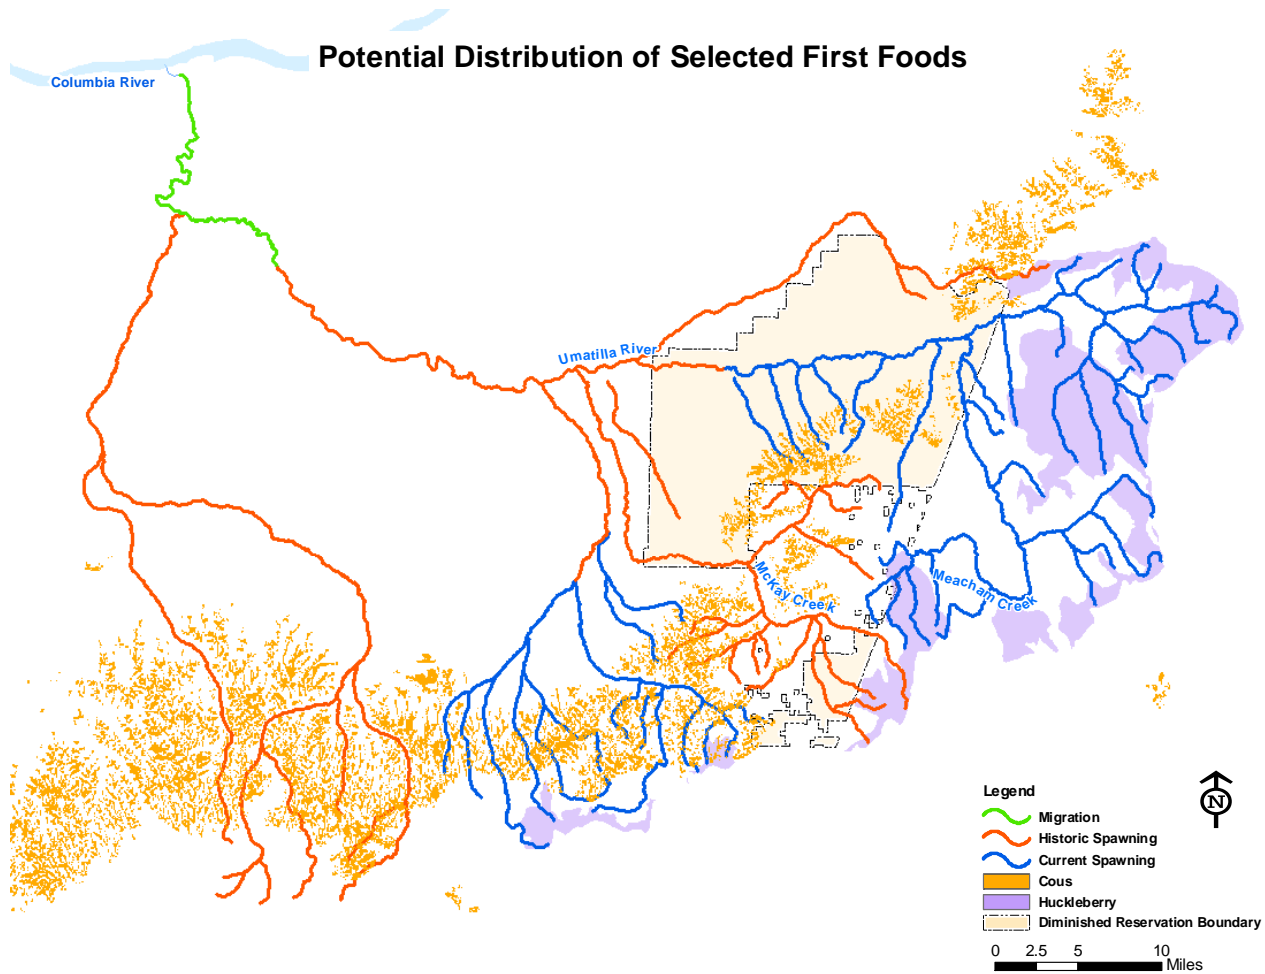 Potential Distribution of Selected First Foods
Columbia River
Umatilla River
McKay Creek
Meacham Creek
Legend
Migration
Historic Spawning
Current Spawning
Cous
Huckleberry
Diminished Reservation Boundary
N
0 2.5 5 10
Miles